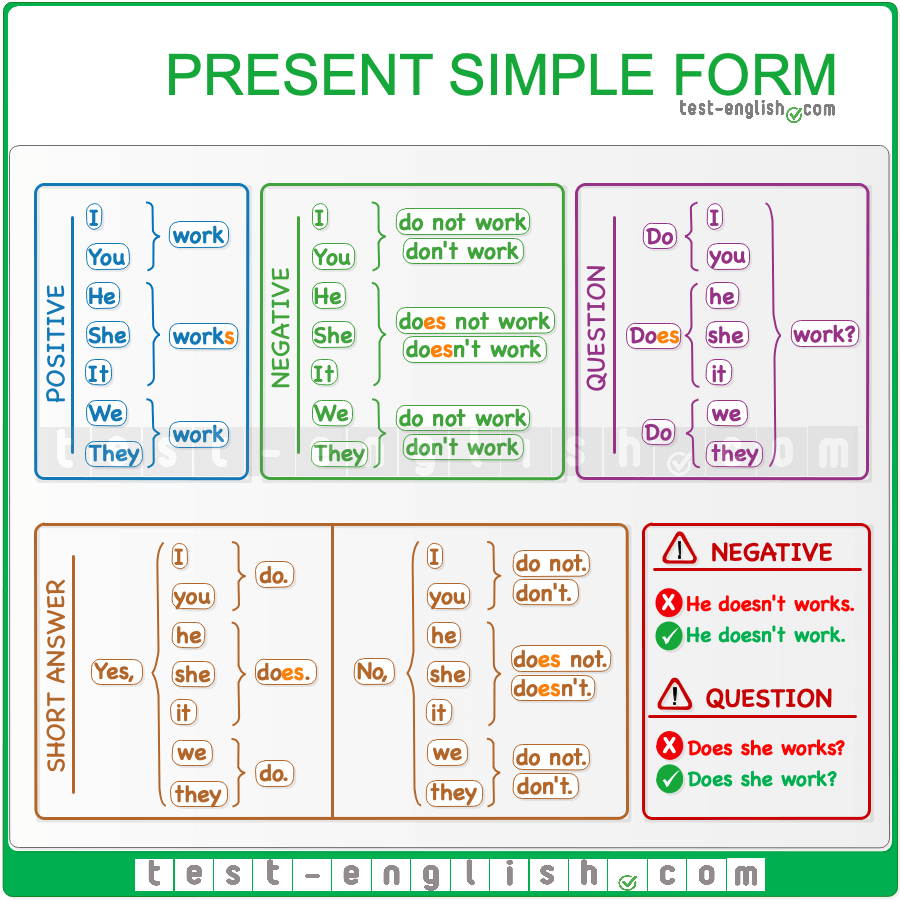 PRESENT SIMPLE FORM
test-english.com
POSITIVE
I
You
work
He
She
It
works
We
They
work
NEGATIVE
I
You
do not work
don't work
He
She
It
does not work
doesn't work
We
They
do not work
don't work
QUESTION
Do
I
you
Does
he
she
it
Do
we
they
work?
test-english.com
SHORT ANSWER
Yes,
I
you
do.
he
she
it
does.
we
they
do.
No,
I
you
do not.
don't.
he
she
it
does not.
doesn't.
we
they
do not.
don't.
! NEGATIVE
X He doesn't works.
✓ He doesn't work.
! QUESTION
X Does she works?
✓ Does she work?
test-english.com